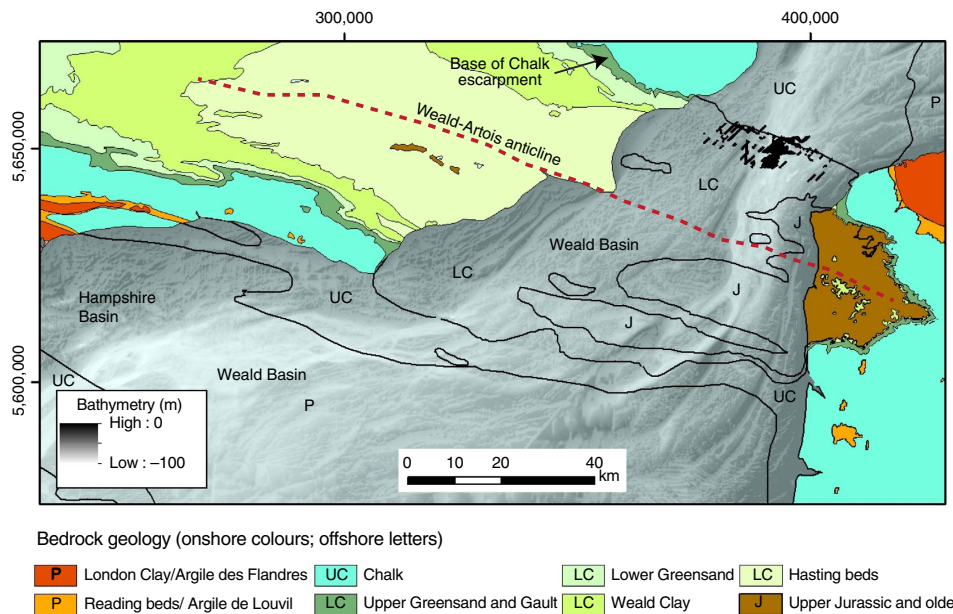 300,000
400,000
Base of Chalk
escarpment
UC
P
Weald-Artois anticline
5,650,000
LC
J
Weald Basin
LC
J
Hampshire
Basin
UC
J
5,600,000
UC
Weald Basin
UC
P
Bathymetry (m)
High : 0
Low : –100
0 10 20 40
km
Bedrock geology (onshore colours; offshore letters)
P London Clay/Argile des Flandres
UC Chalk
LC Lower Greensand
LC Hasting beds
P Reading beds/ Argile de Louvil
LC Upper Greensand and Gault
LC Weald Clay
J Upper Jurassic and olde